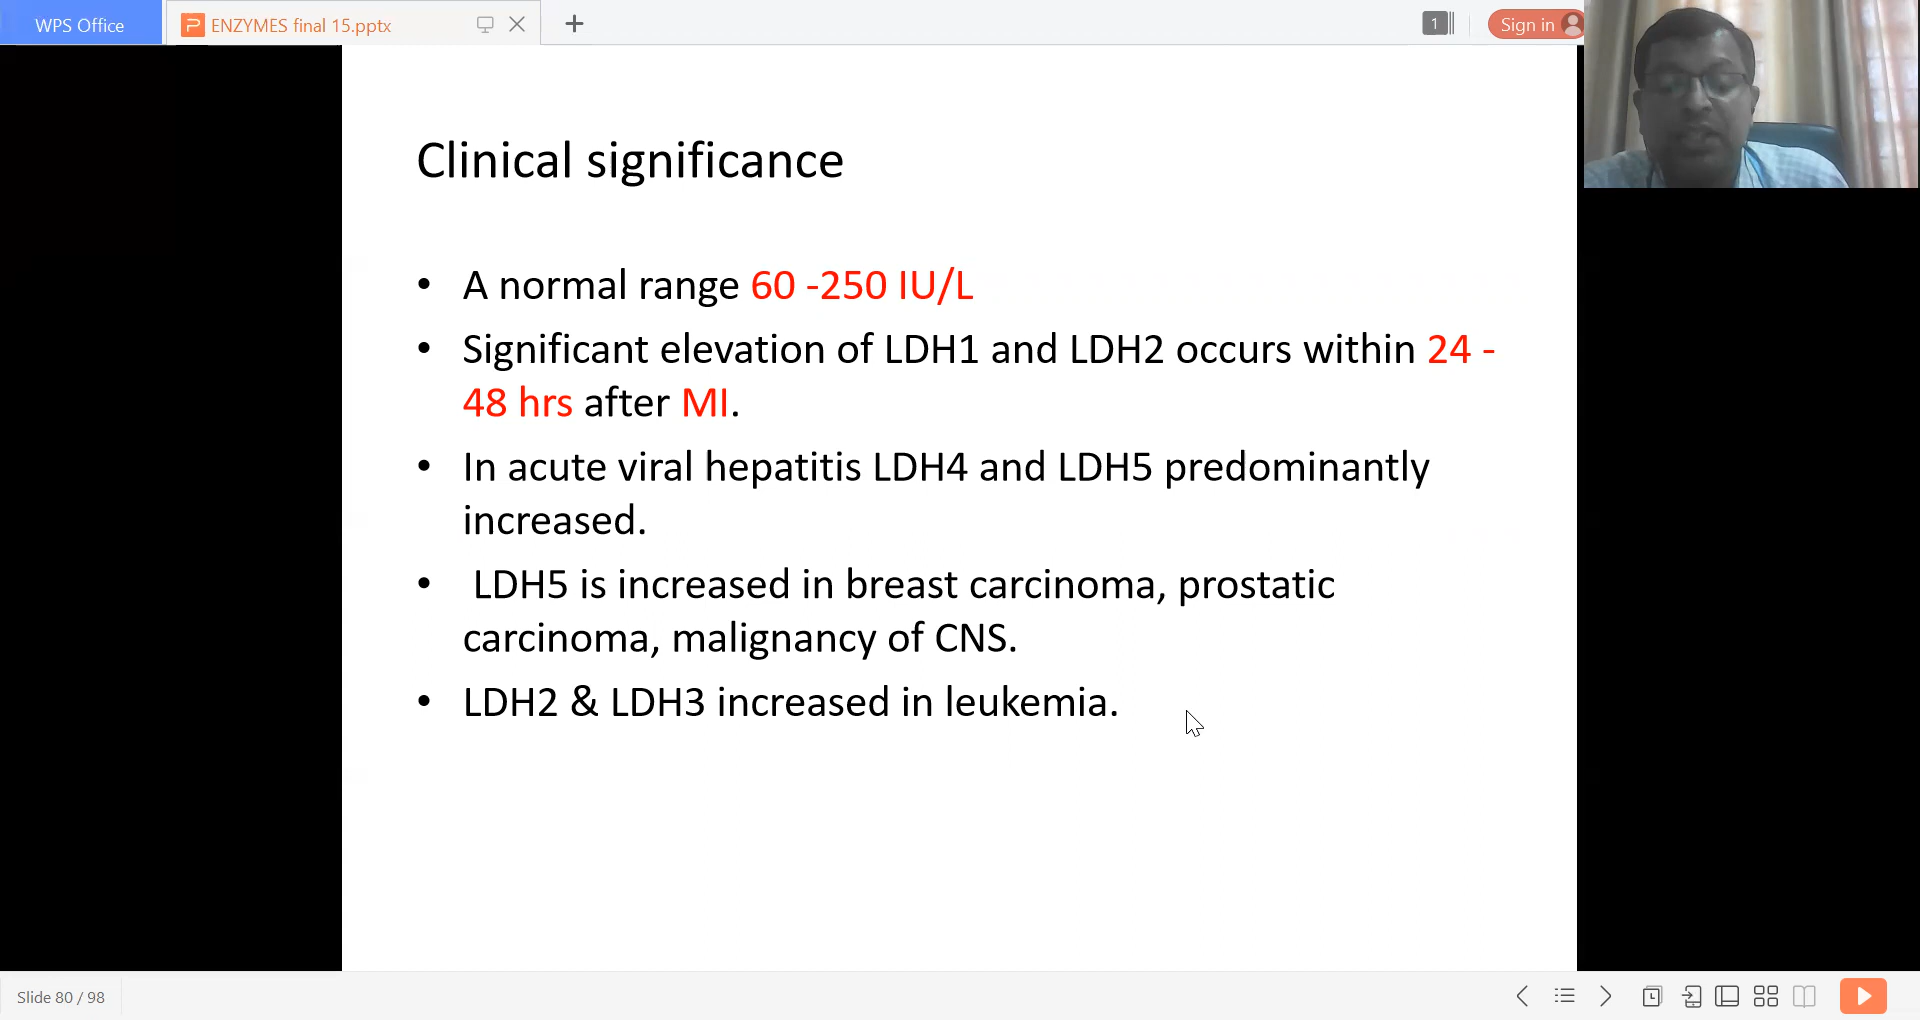 WPS Office
ENZYMES final 15.pptx
1
Sign in
Clinical significance
• A normal range 60 -250 IU/L
• Significant elevation of LDH1 and LDH2 occurs within 24 -
48 hrs after MI.
• In acute viral hepatitis LDH4 and LDH5 predominantly
increased.
• LDH5 is increased in breast carcinoma, prostatic
carcinoma, malignancy of CNS.
• LDH2 & LDH3 increased in leukemia.
Slide 80 / 98